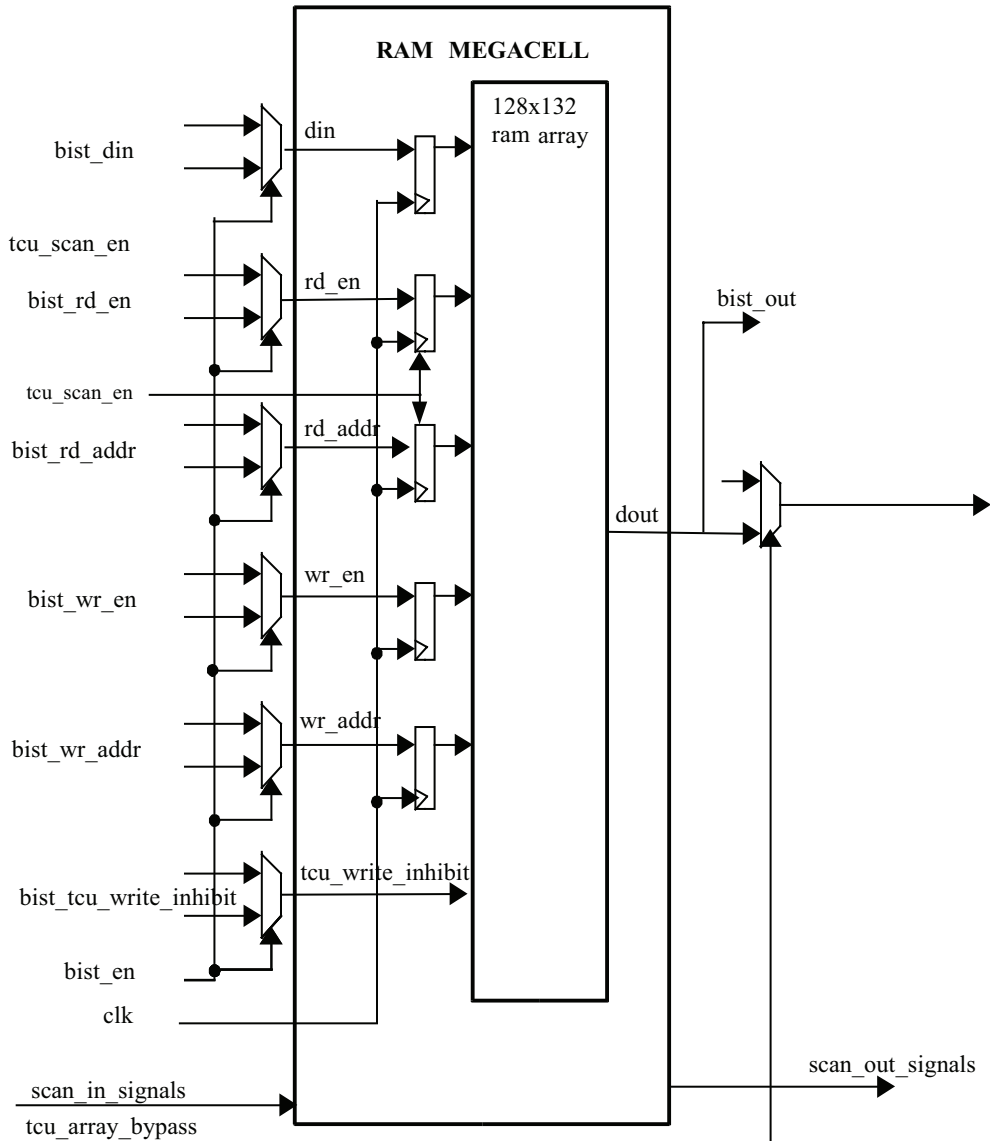 RAM MEGACELL
128x132
ram array
din
bist_din
tcu_scan_en
bist_rd_en
rd_en
bist_out
tcu_scan_en
rd_addr
bist_rd_addr
dout
wr_en
bist_wr_en
wr_addr
bist_wr_addr
tcu_write_inhibit
bist_tcu_write_inhibit
bist_en
clk
scan_out_signals
scan_in_signals
tcu_array_bypass